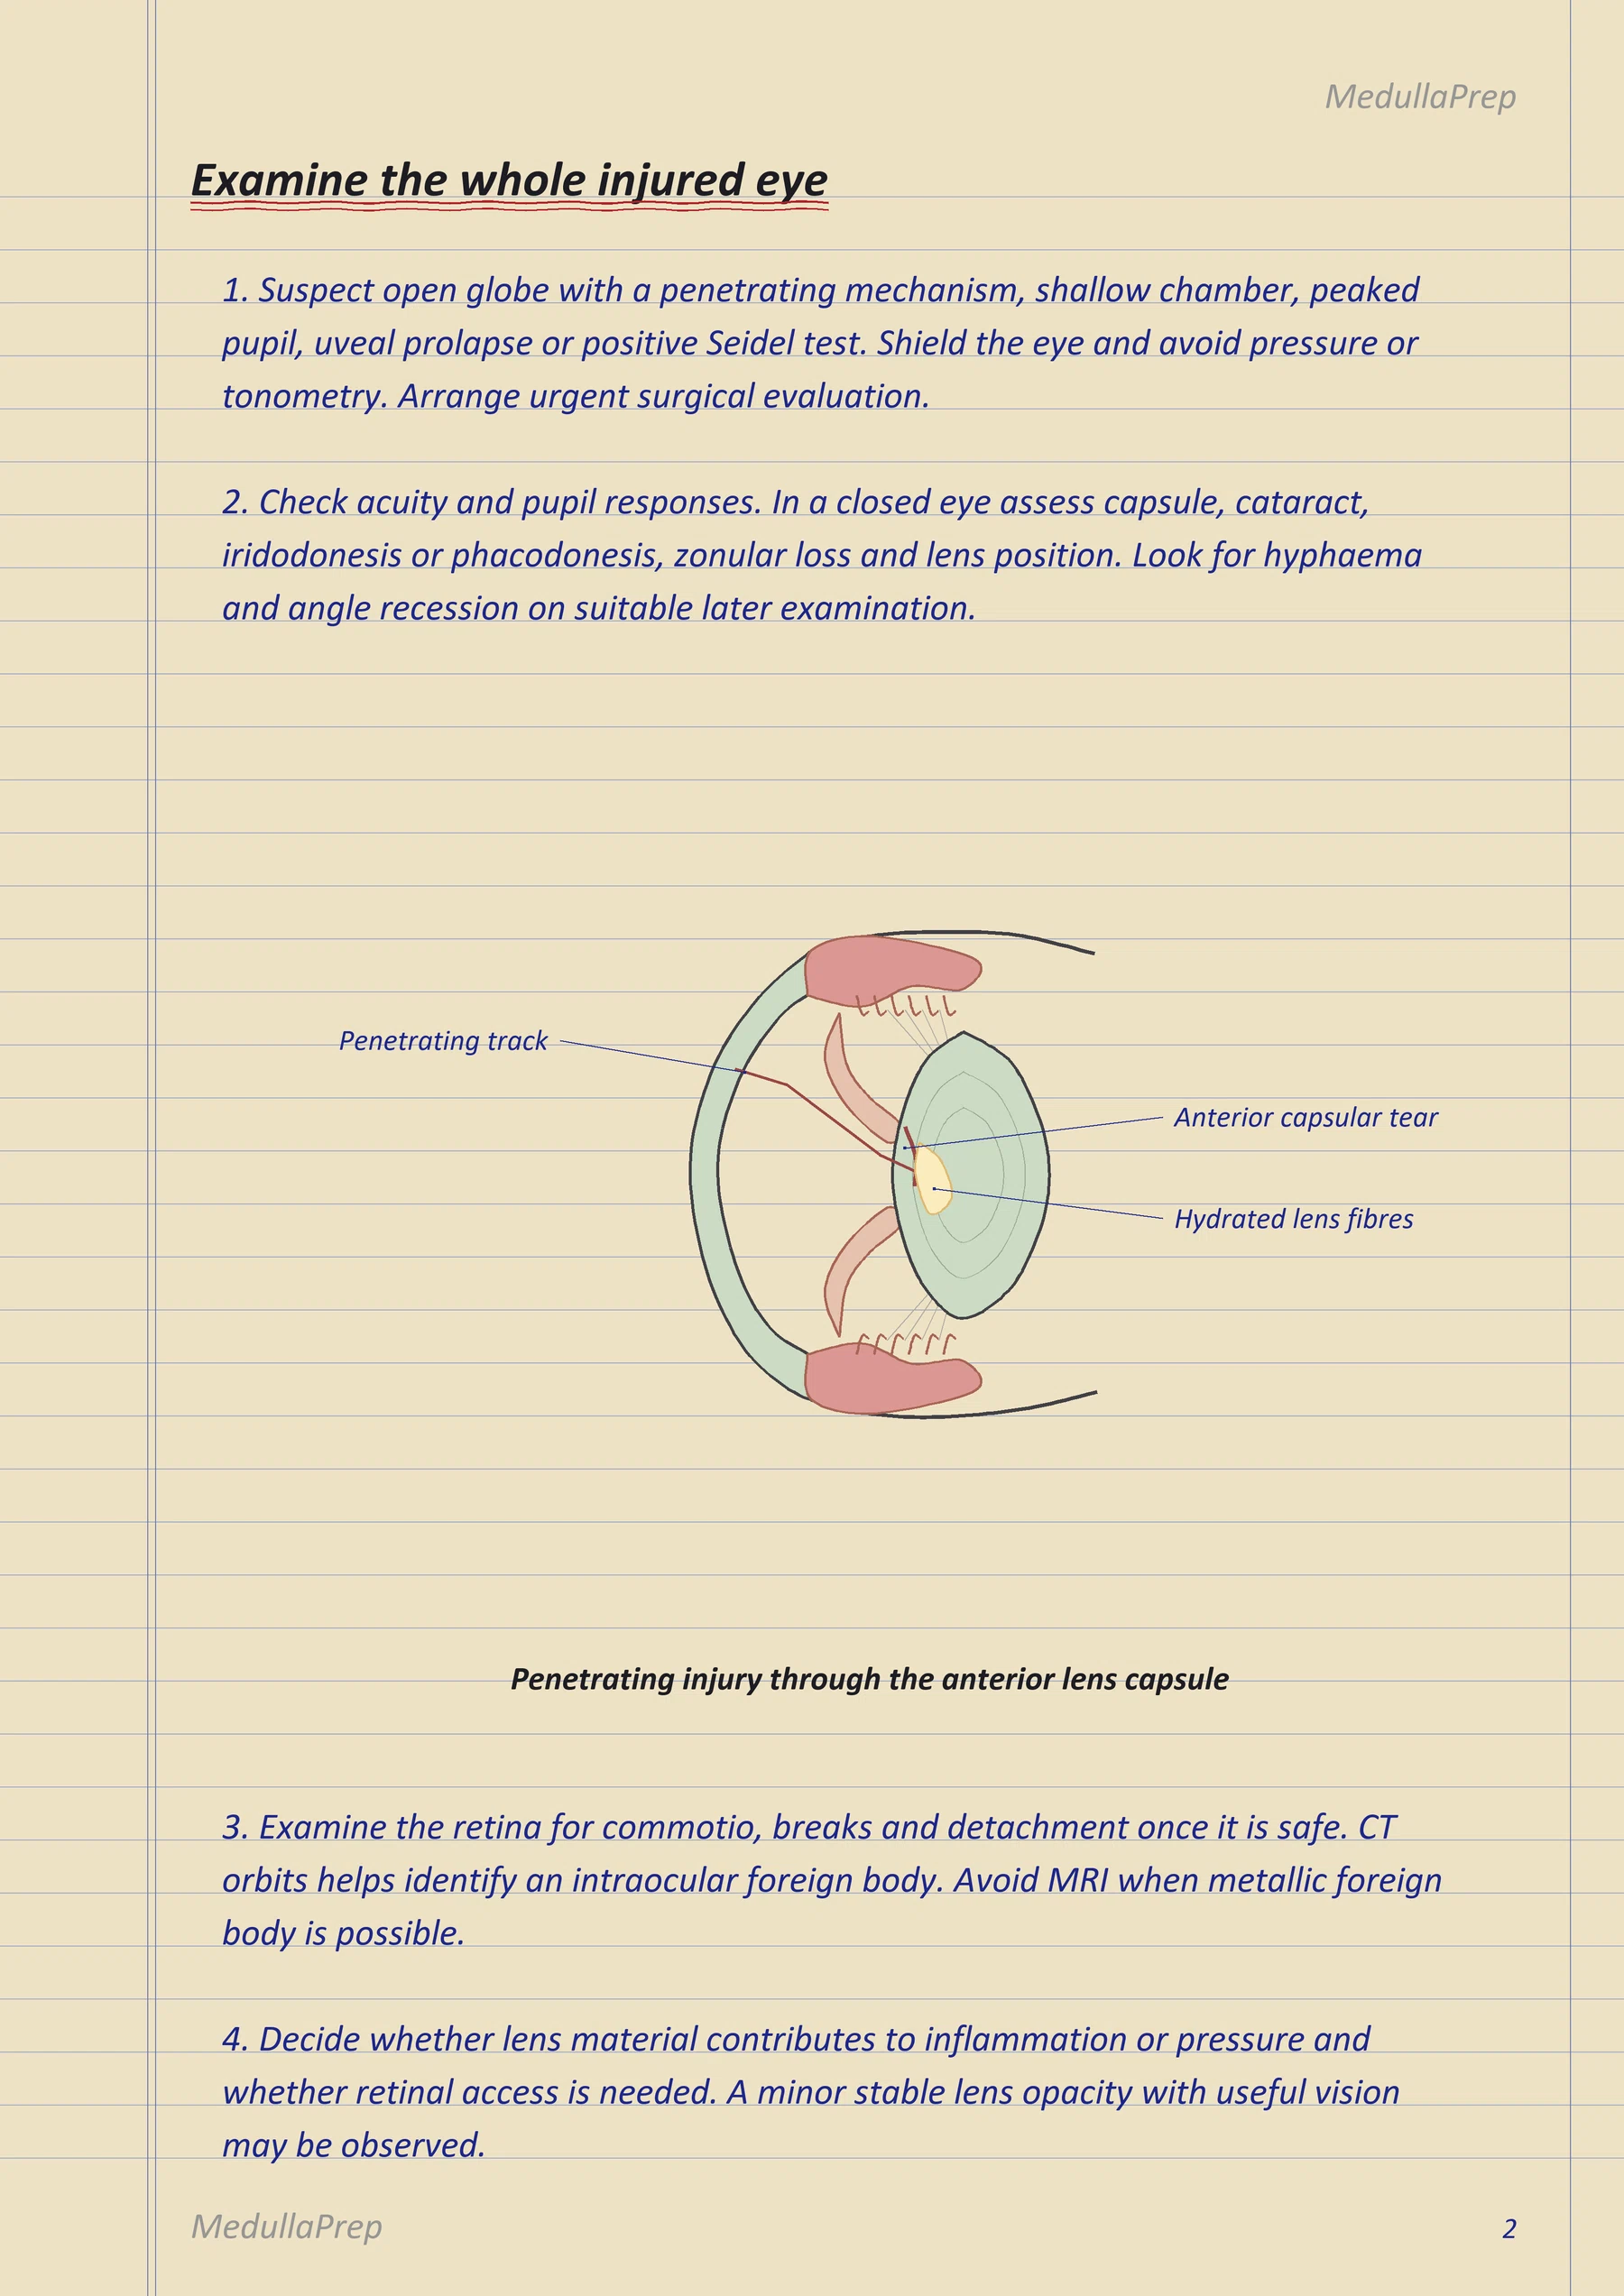 MedullaPrep
Examine the whole injured eye
1. Suspect open globe with a penetrating mechanism, shallow chamber, peaked
pupil, uveal prolapse or positive Seidel test. Shield the eye and avoid pressure or
tonometry. Arrange urgent surgical evaluation.
2. Check acuity and pupil responses. In a closed eye assess capsule, cataract,
iridodonesis or phacodonesis, zonular loss and lens position. Look for hyphaema
and angle recession on suitable later examination.
Penetrating track
Anterior capsular tear
Hydrated lens fibres
Penetrating injury through the anterior lens capsule
3. Examine the retina for commotio, breaks and detachment once it is safe. CT
orbits helps identify an intraocular foreign body. Avoid MRI when metallic foreign
body is possible.
4. Decide whether lens material contributes to inflammation or pressure and
whether retinal access is needed. A minor stable lens opacity with useful vision
may be observed.
MedullaPrep
2